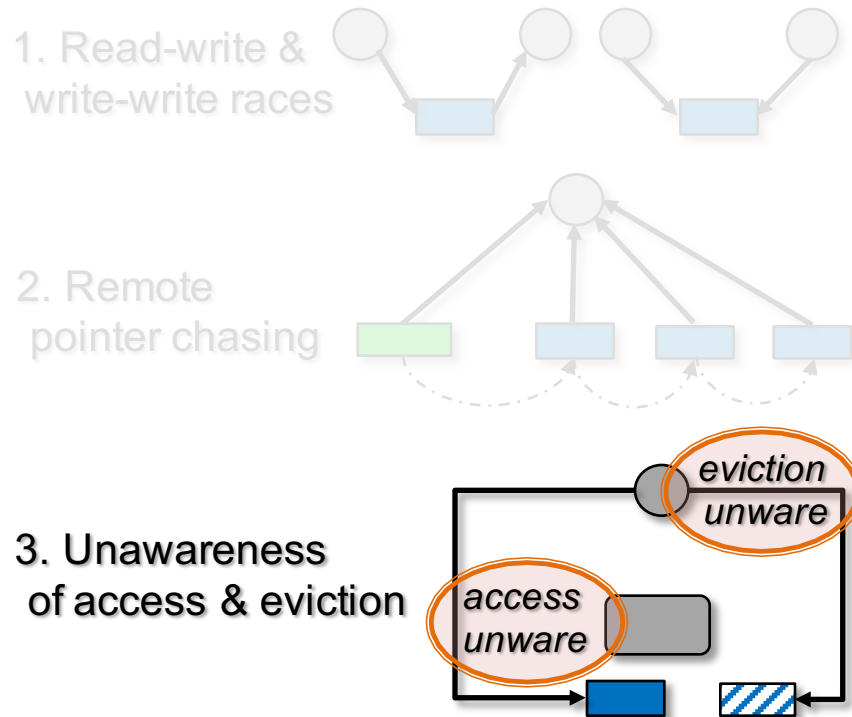 1. Read-write &
write-write races
2. Remote
pointer chasing
eviction
unware
3. Unawareness
of access & eviction
access
unware